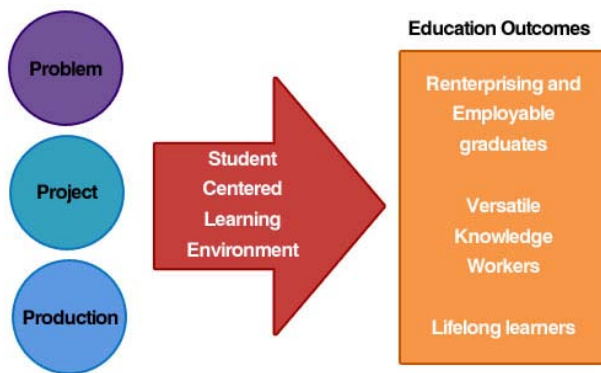 Problem
Project
Production
Student
Centered
Learning
Environment
Education Outcomes
Renterprising and
Employable
graduates
Versatile
Knowledge
Workers
Lifelong learners